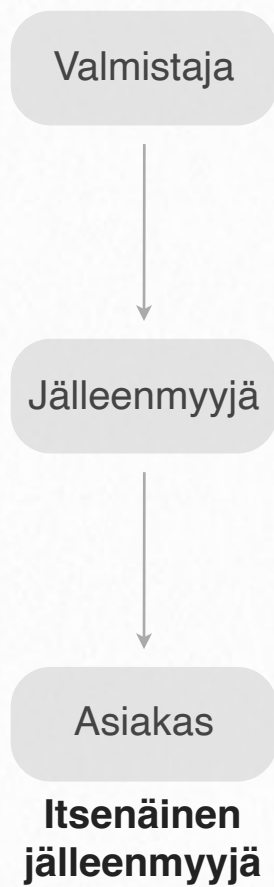 Valmistaja
Jälleenmyyjä
Asiakas
Itsenäinen
jälleenmyyjä